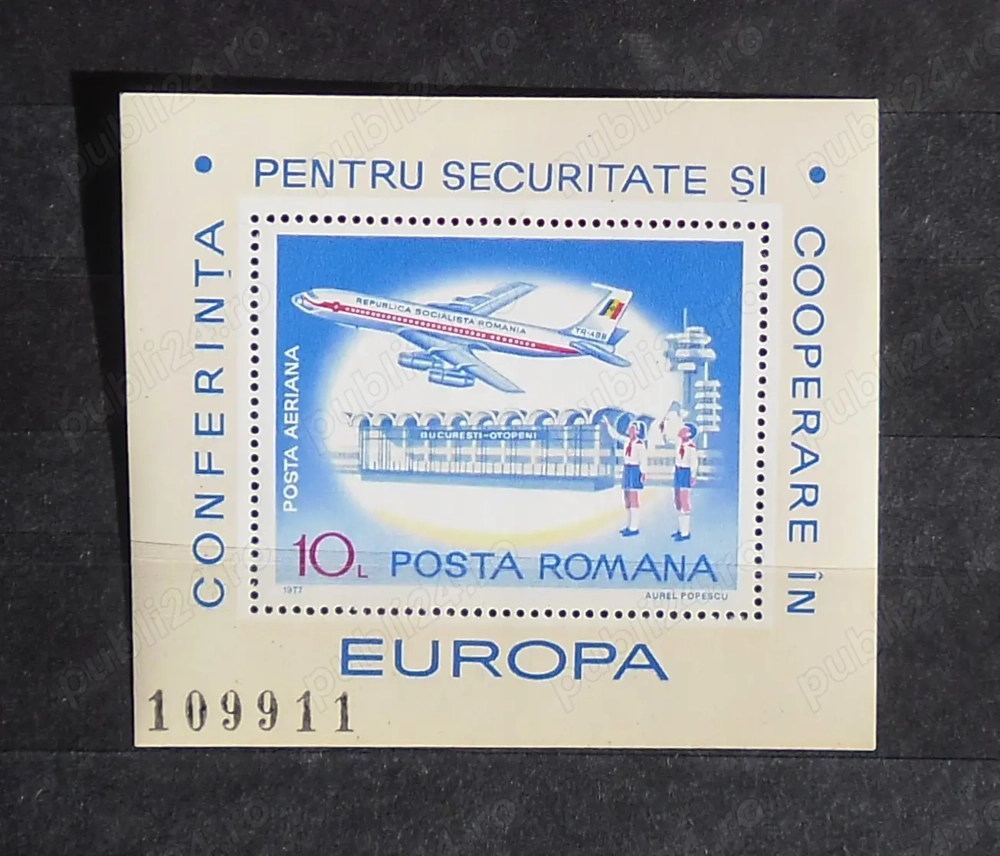 CONFERINȚA
• PENTRU SECURITATE ȘI •
COOPERARE ÎN
EUROPA
REPUBLICA SOCIALISTA ROMANIA
YR-ABB
POSTA AERIANA
BUCURESTI-OTOPENI
10L
POSTA ROMANA
1977
AUREL POPESCU
109911
publi24.ro